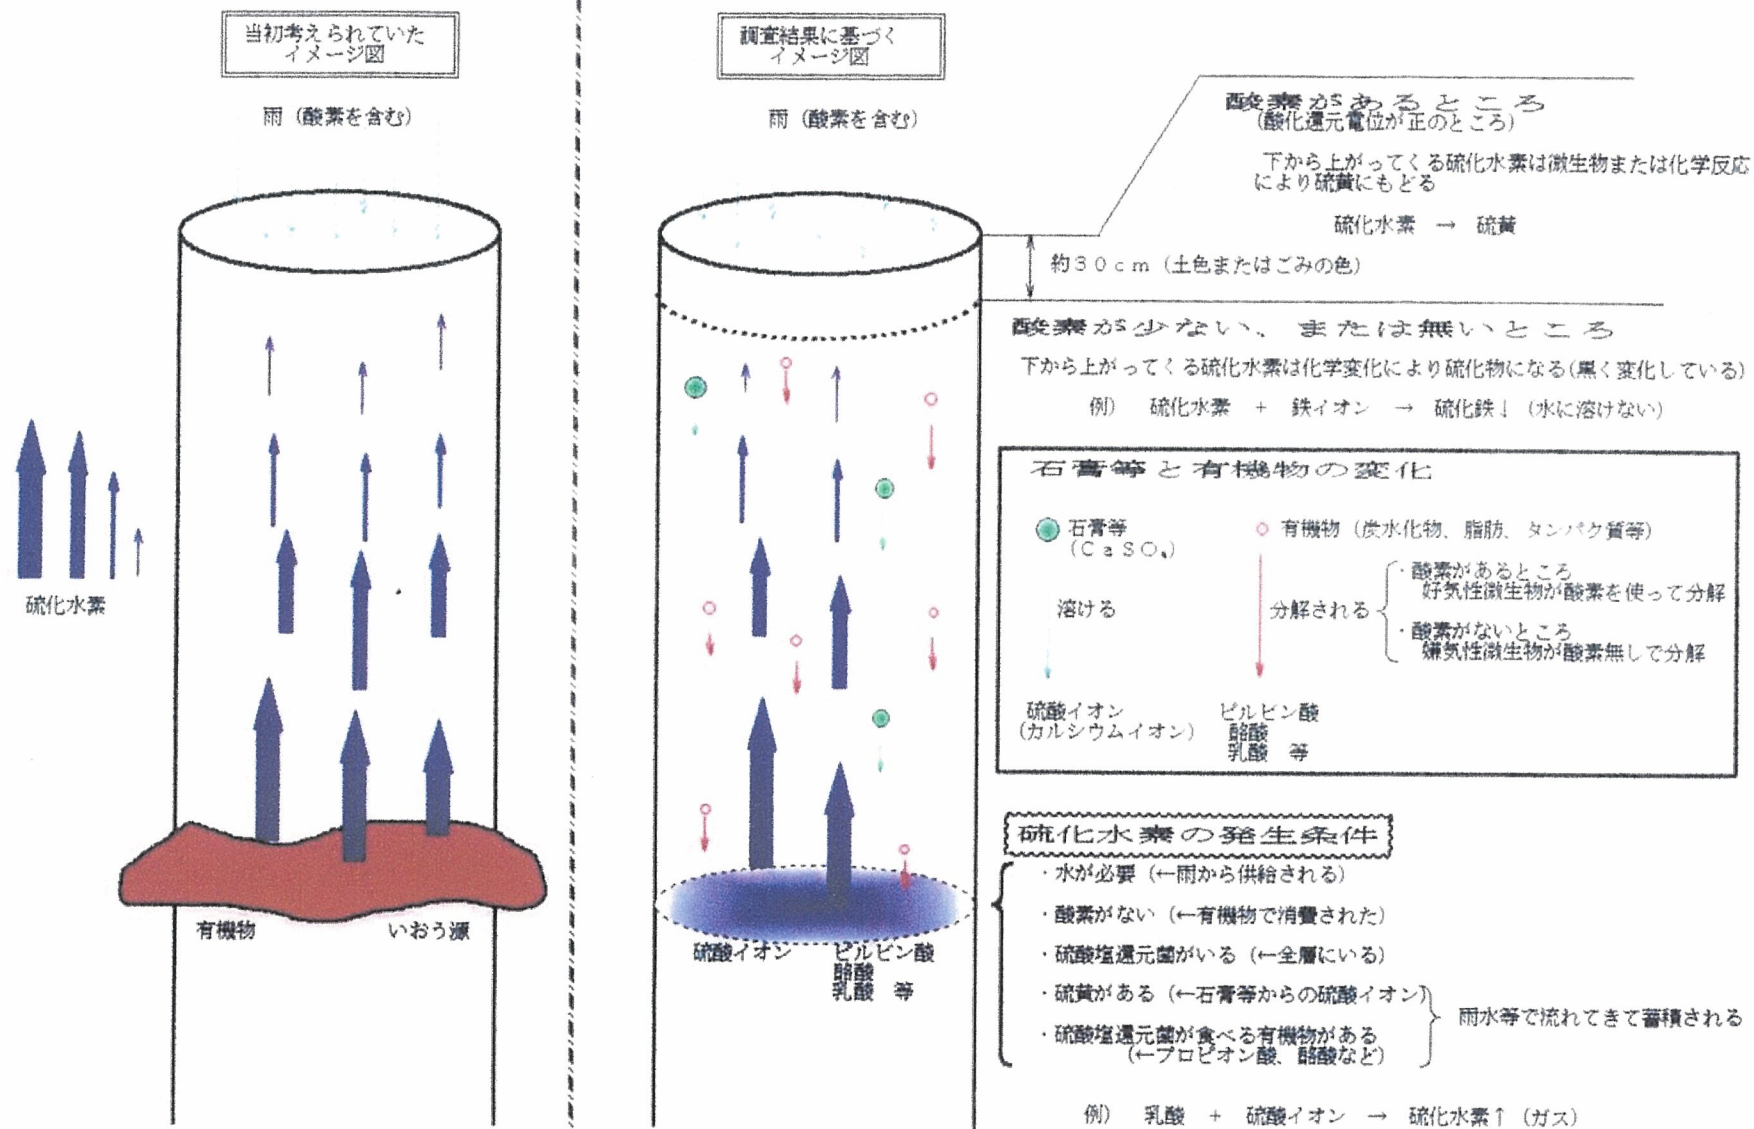 当初考えられていた
イメージ図
雨（酸素を含む）
硫化水素
有機物
いおう源
調査結果に基づく
イメージ図
雨（酸素を含む）
硫酸イオン
ピルビン酸
酪酸
乳酸　等
酸素があるところ
（酸化還元電位が正のところ）
下から上がってくる硫化水素は微生物または化学反応
により硫黄にもどる
硫化水素　→　硫黄
約３０ｃｍ（土色またはごみの色）
酸素が少ない、または無いところ
下から上がってくる硫化水素は化学変化により硫化物になる（黒く変化している）
例）　硫化水素　＋　鉄イオン　→　硫化鉄↓（水に溶けない）
石膏等と有機物の変化
石膏等
（ＣａＳＯ₄）
溶ける
硫酸イオン
（カルシウムイオン）
有機物（炭水化物、脂肪、タンパク質等）
分解される
・酸素があるところ
好気性微生物が酸素を使って分解
・酸素がないところ
嫌気性微生物が酸素無しで分解
ピルビン酸
酪酸
乳酸　等
硫化水素の発生条件
・水が必要（←雨から供給される）
・酸素がない（←有機物で消費された）
・硫酸塩還元菌がいる（←全層にいる）
・硫黄がある（←石膏等からの硫酸イオン）
・硫酸塩還元菌が食べる有機物がある
（←プロピオン酸、酪酸など）
雨水等で流れてきて蓄積される
例）　乳酸　＋　硫酸イオン　→　硫化水素↑（ガス）